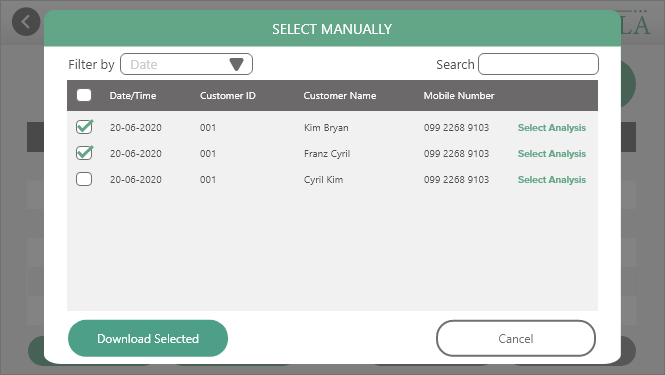 LA
SELECT MANUALLY
Filter by Date Search
Date/Time Customer ID Customer Name Mobile Number
20-06-2020 001 Kim Bryan 099 2268 9103 Select Analysis
20-06-2020 001 Franz Cyril 099 2268 9103 Select Analysis
20-06-2020 001 Cyril Kim 099 2268 9103 Select Analysis
Download Selected Cancel